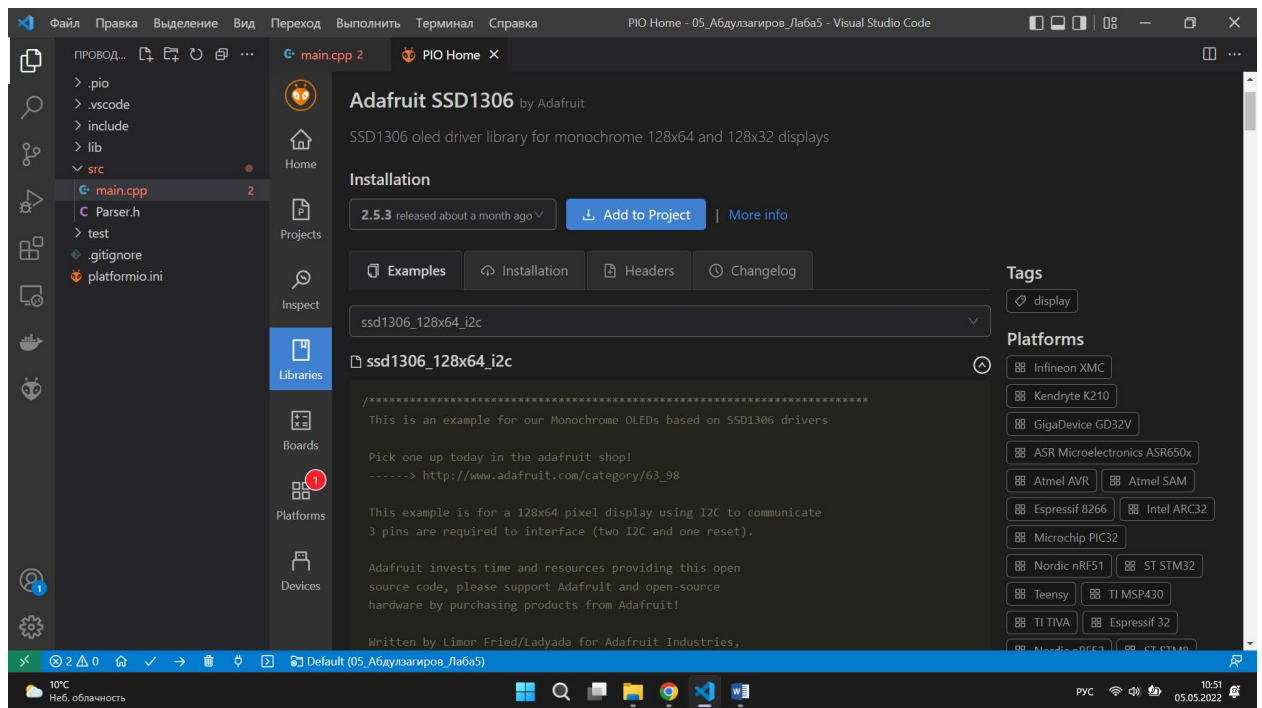 Файл Правка Выделение Вид Переход Выполнить Терминал Справка PIO Home - 05_Абдулзагиров_Лаба5 - Visual Studio Code
ПРОВОД... ...
main.cpp 2 PIO Home
.pio
.vscode
include
lib
src
main.cpp 2
Parser.h
test
.gitignore
platformio.ini
Home
Projects
Inspect
Libraries
Boards
1
Platforms
Devices
1
Adafruit SSD1306 by Adafruit
SSD1306 oled driver library for monochrome 128x64 and 128x32 displays
Installation
2.5.3 released about a month ago Add to Project | More info
Examples Installation Headers Changelog
ssd1306_128x64_i2c
ssd1306_128x64_i2c
This is an example for our Monochrome OLEDs based on SSD1306 drivers
Pick one up today in the adafruit shop!
------> http://www.adafruit.com/category/63_98
This example is for a 128x64 pixel display using I2C to communicate
3 pins are required to interface (two I2C and one reset).
Adafruit invests time and resources providing this open
source code, please support Adafruit and open-source
hardware by purchasing products from Adafruit!
Written by Limor Fried/Ladyada for Adafruit Industries,
Tags
display
Platforms
Infineon XMC
Kendryte K210
GigaDevice GD32V
ASR Microelectronics ASR650x
Atmel AVR Atmel SAM
Espressif 8266 Intel ARC32
Microchip PIC32
Nordic nRF51 ST STM32
Teensy TI MSP430
TI TIVA Espressif 32
Nordic nRF52 ST STM8
2 0 Default (05_Абдулзагиров_Лаба5)
10°C
Неб. облачность
РУС
10:51
05.05.2022